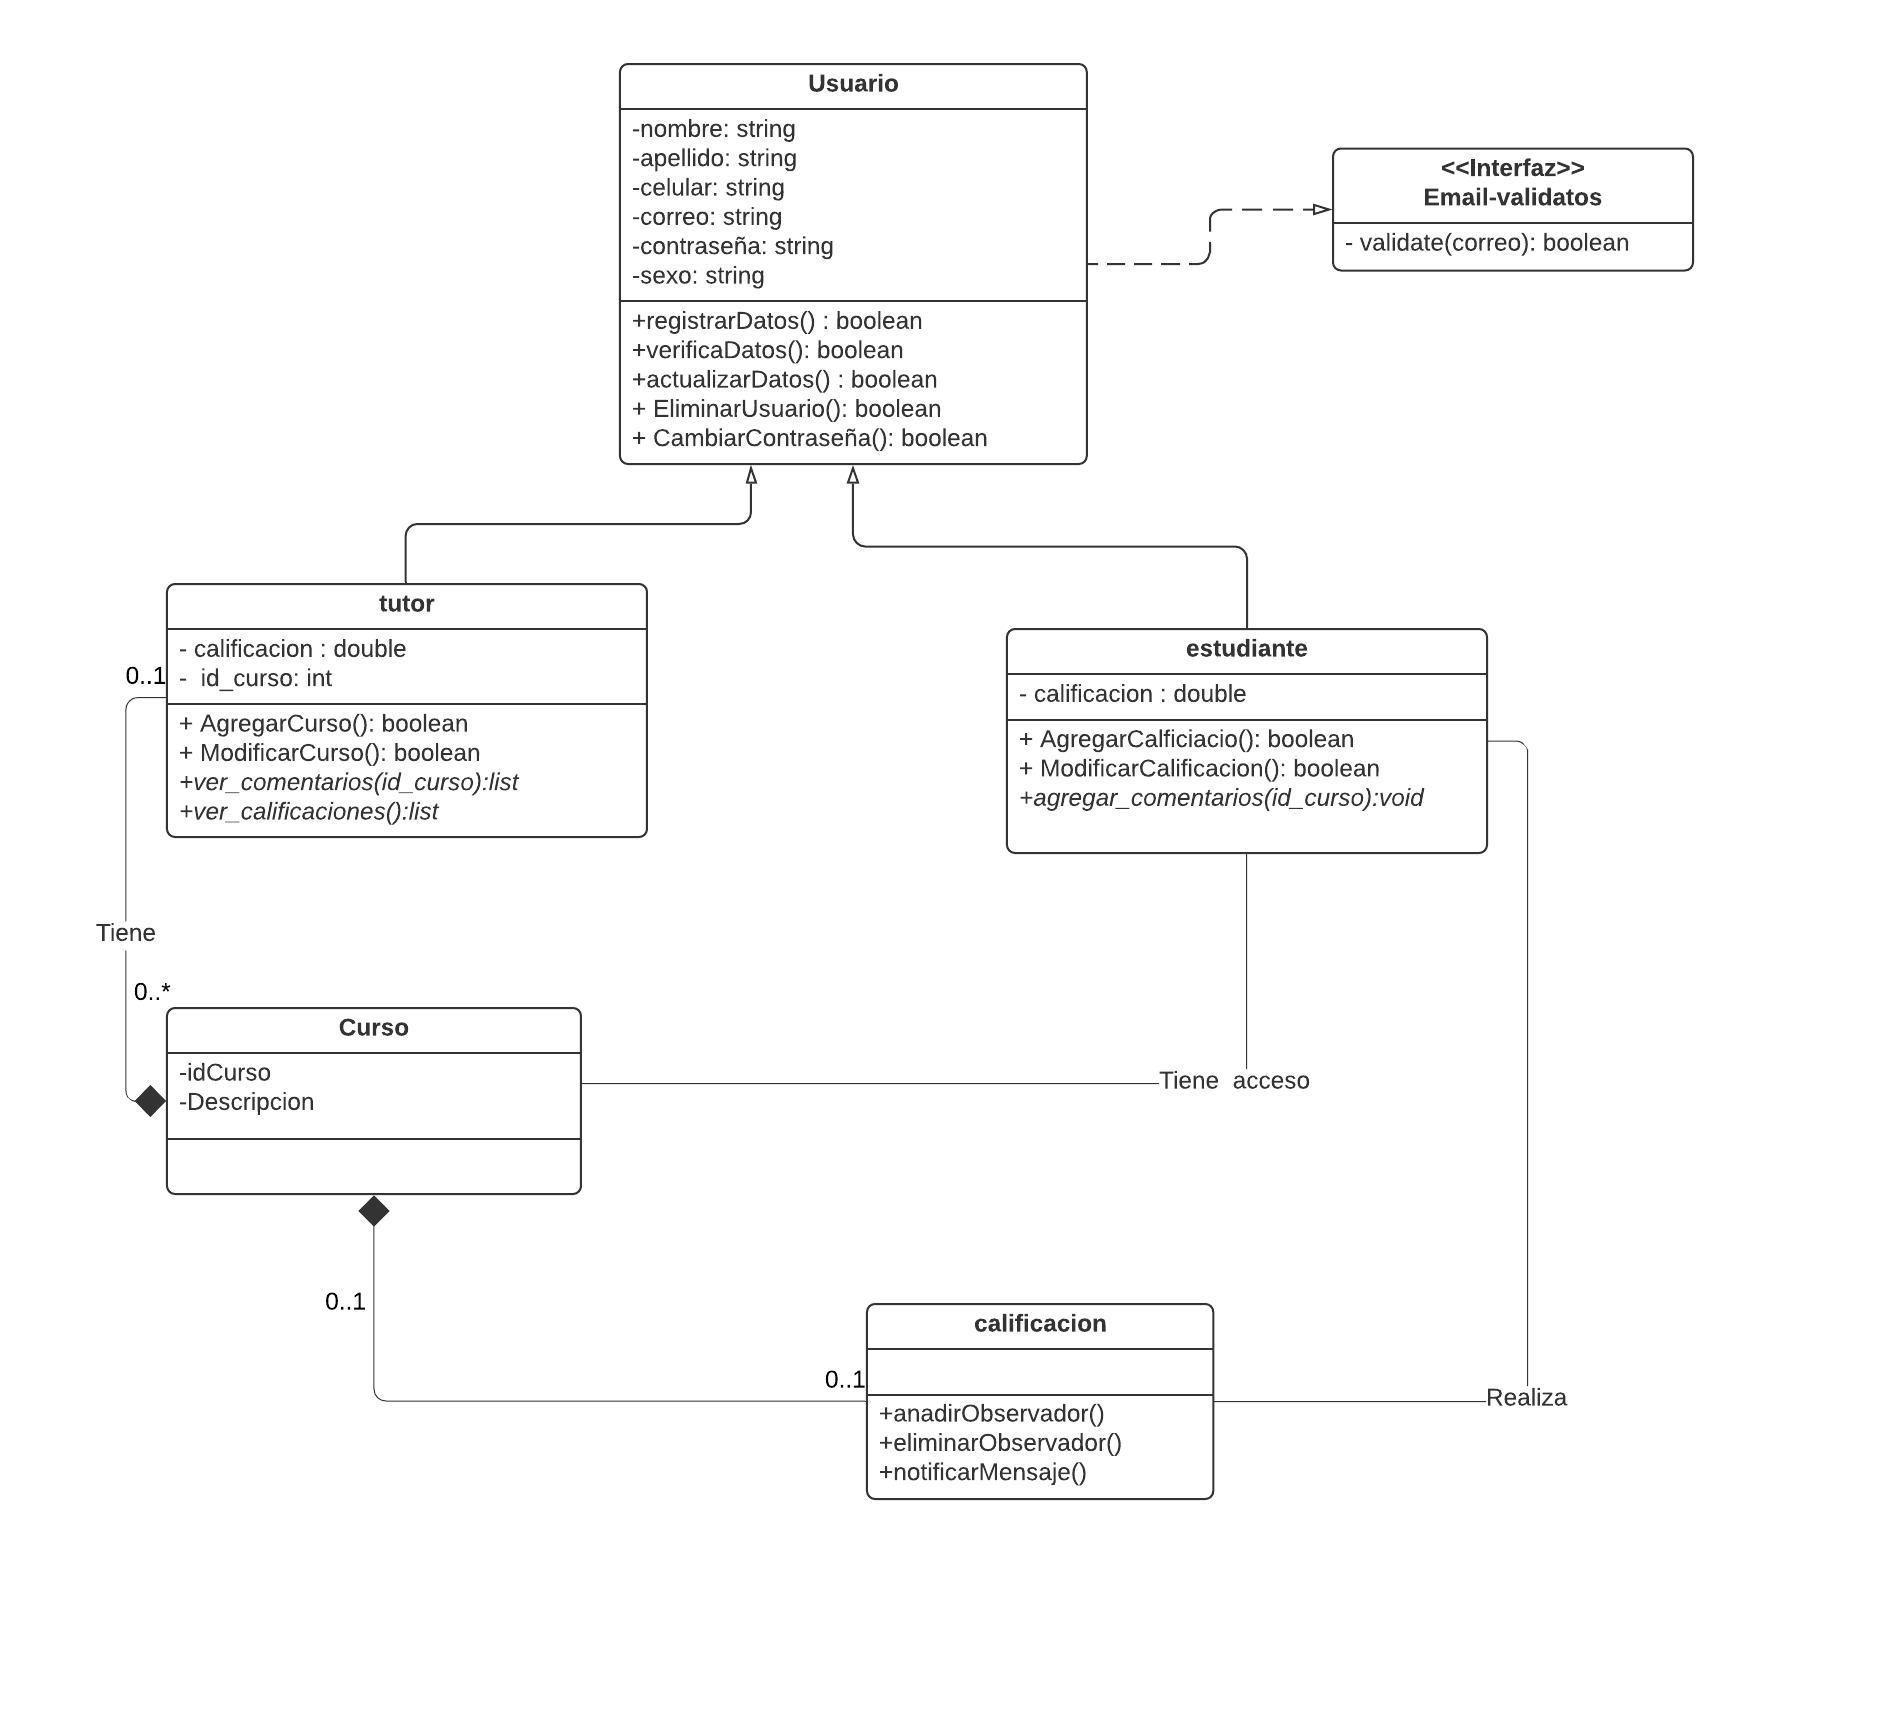 Usuario
-nombre: string
-apellido: string
-celular: string
-correo: string
-contraseña: string
-sexo: string
+registrarDatos() : boolean
+verificaDatos(): boolean
+actualizarDatos() : boolean
+ EliminarUsuario(): boolean
+ CambiarContraseña(): boolean
<<Interfaz>>
Email-validatos
- validate(correo): boolean
tutor
- calificacion : double
-  id_curso: int
+ AgregarCurso(): boolean
+ ModificarCurso(): boolean
+ver_comentarios(id_curso):list
+ver_calificaciones():list
0..1
estudiante
- calificacion : double
+ AgregarCalficiacio(): boolean
+ ModificarCalificacion(): boolean
+agregar_comentarios(id_curso):void
Tiene
0..*
Curso
-idCurso
-Descripcion
Tiene  acceso
0..1
0..1
calificacion
+anadirObservador()
+eliminarObservador()
+notificarMensaje()
Realiza